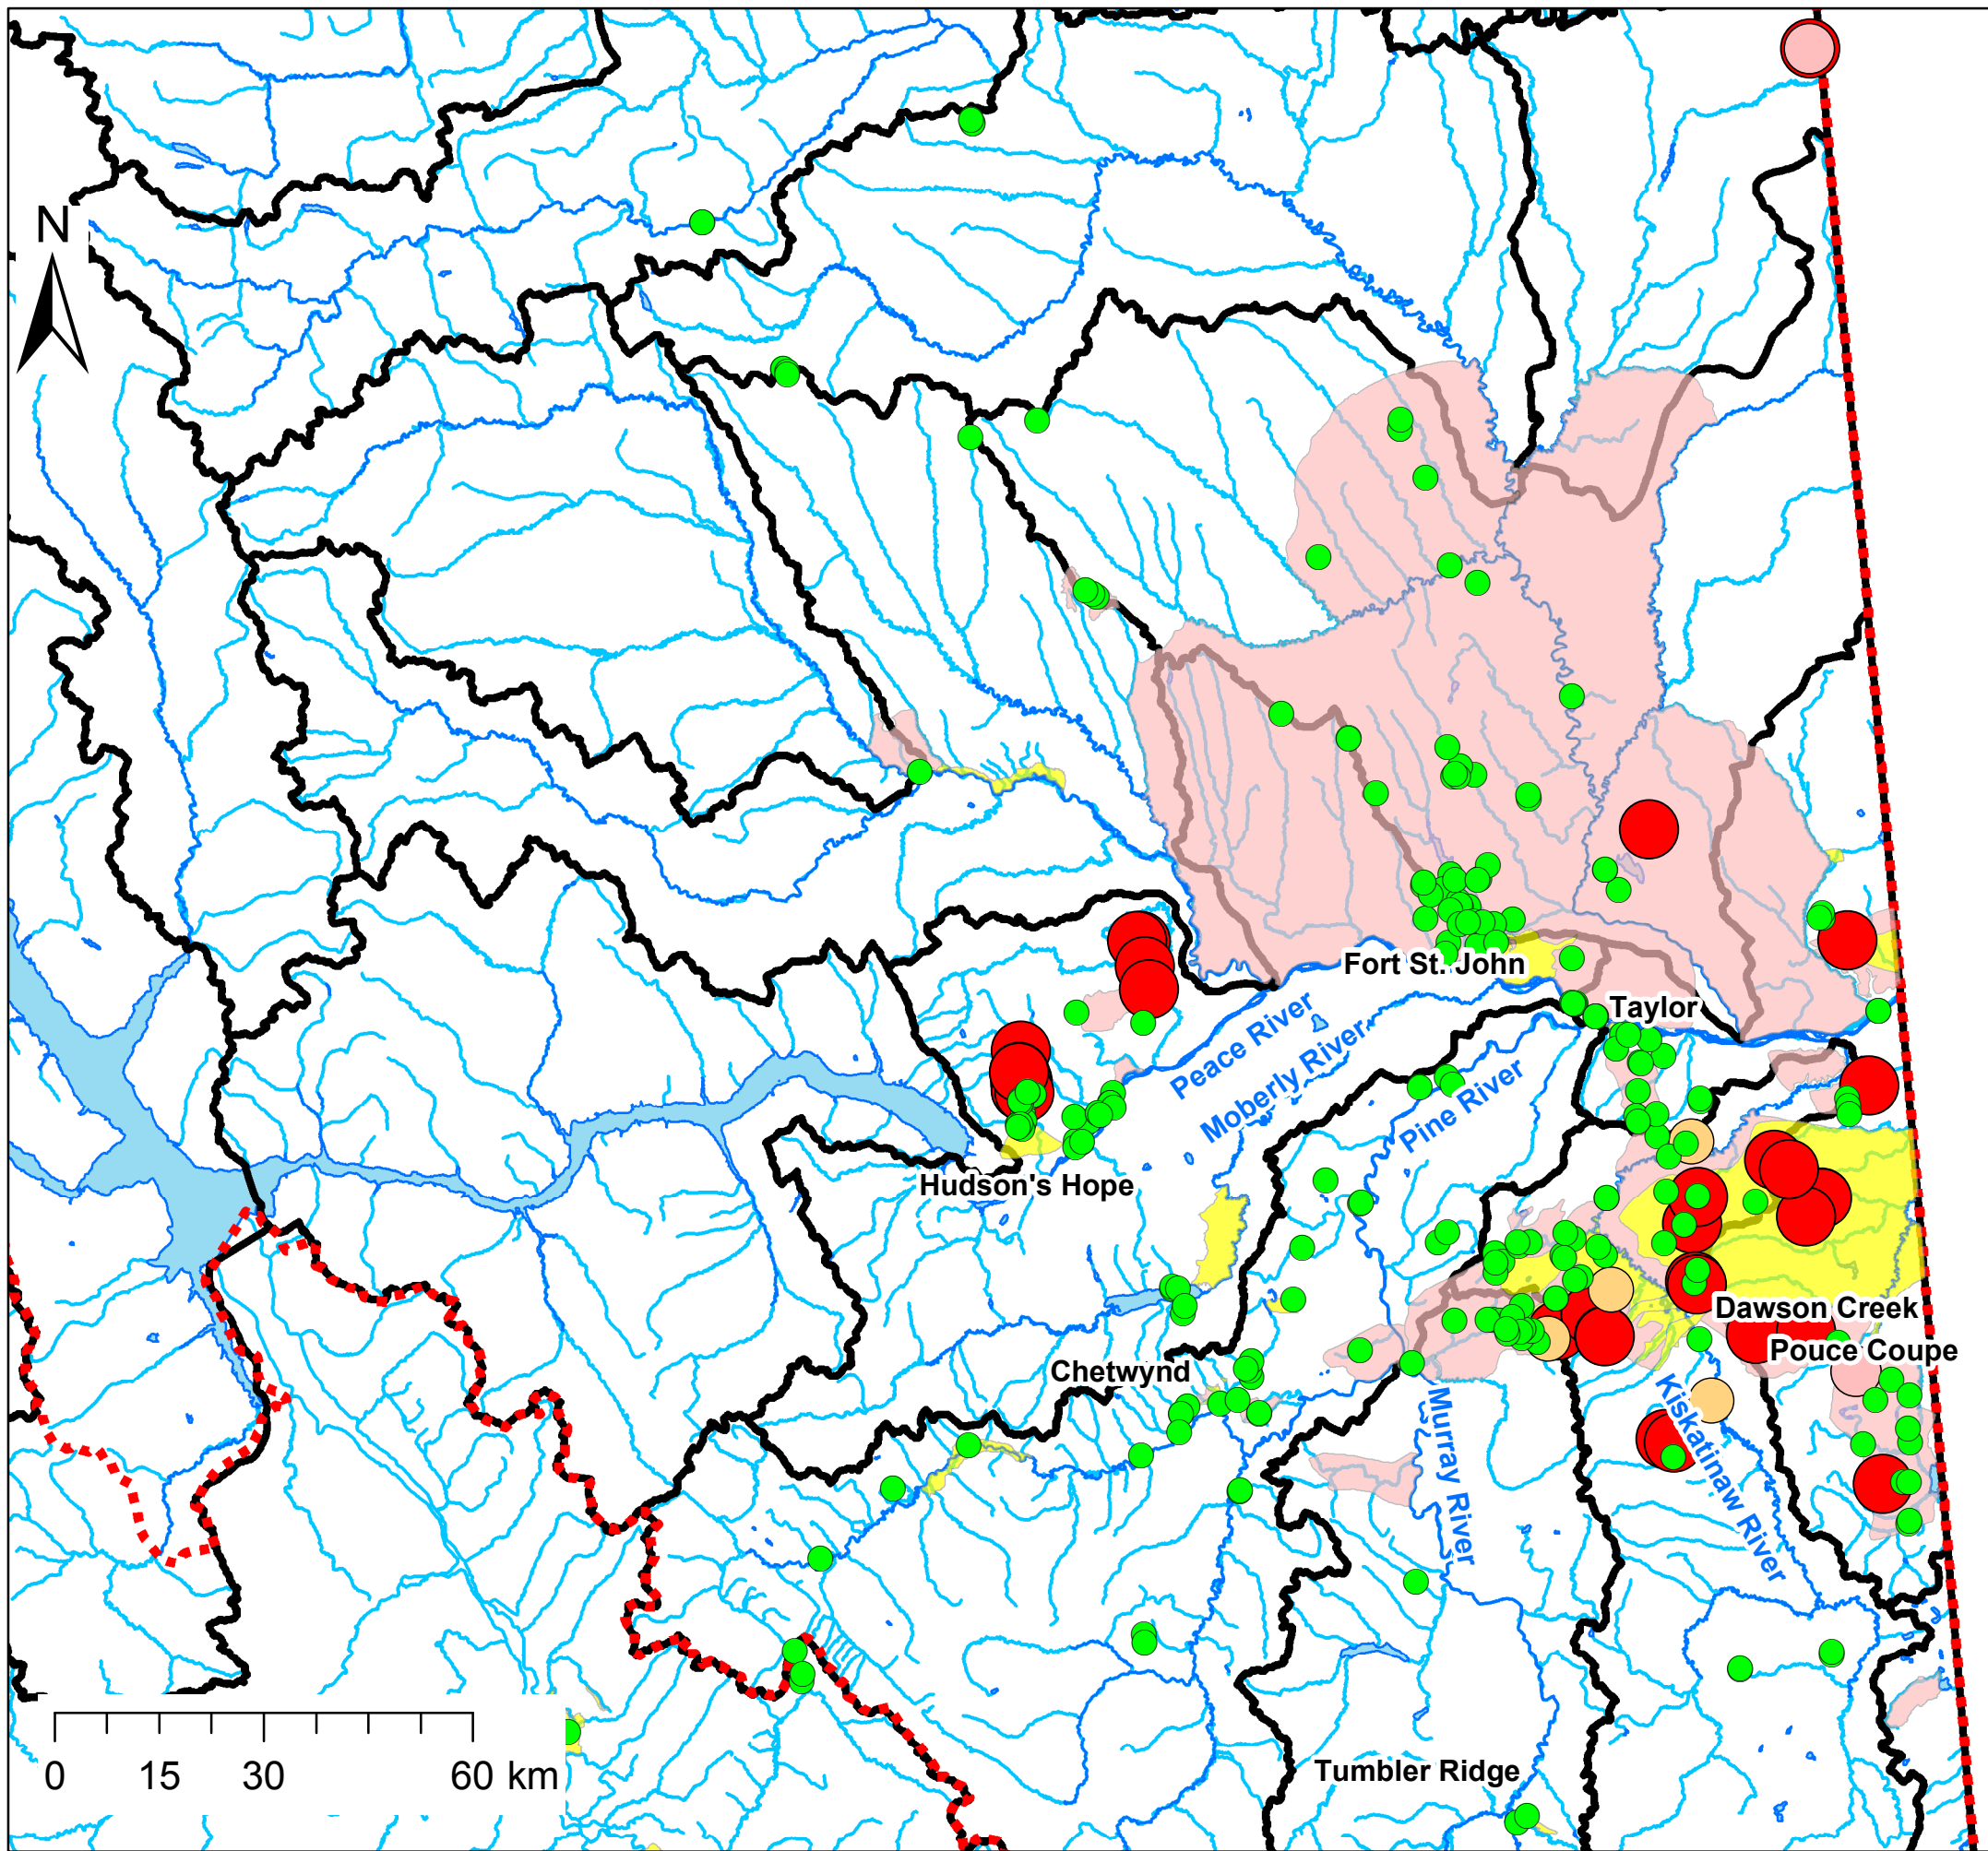 N
Fort St. John
Taylor
Peace River
Moberly River
Pine River
Hudson's Hope
Dawson Creek
Pouce Coupe
Chetwynd
Murray River
Kiskatinaw River
Tumbler Ridge
0 15 30 60 km